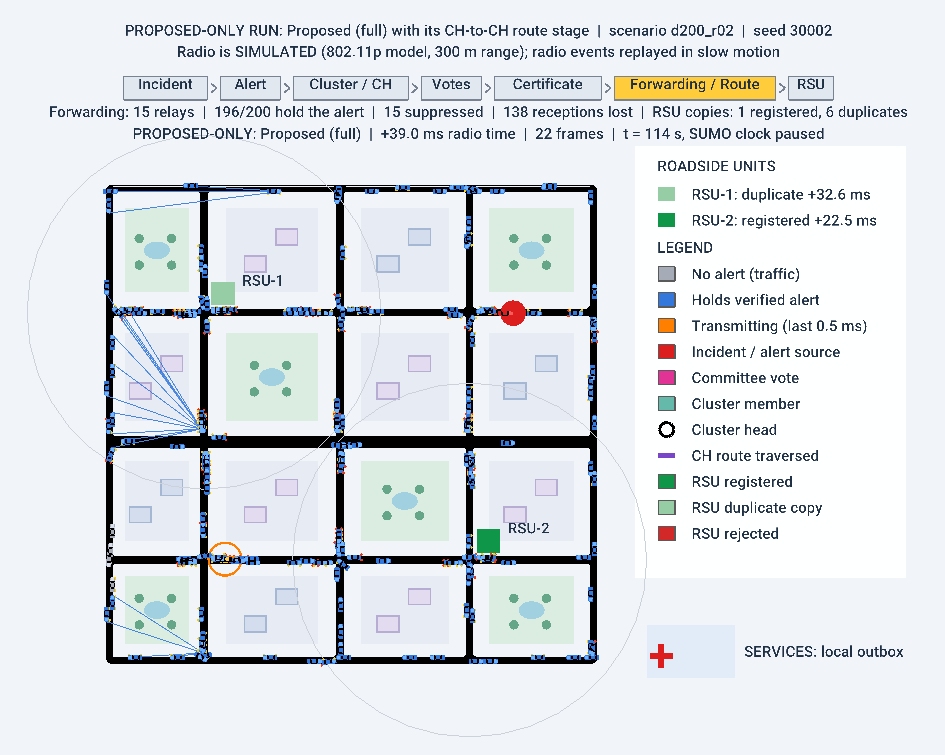 PROPOSED-ONLY RUN: Proposed (full) with its CH-to-CH route stage | scenario d200_r02 | seed 30002
Radio is SIMULATED (802.11p model, 300 m range); radio events replayed in slow motion
Incident > Alert > Cluster / CH > Votes > Certificate > Forwarding / Route > RSU
Forwarding: 15 relays | 196/200 hold the alert | 15 suppressed | 138 receptions lost | RSU copies: 1 registered, 6 duplicates
PROPOSED-ONLY: Proposed (full) | +39.0 ms radio time | 22 frames | t = 114 s, SUMO clock paused
ROADSIDE UNITS
RSU-1: duplicate +32.6 ms
RSU-2: registered +22.5 ms
LEGEND
No alert (traffic)
Holds verified alert
Transmitting (last 0.5 ms)
Incident / alert source
Committee vote
Cluster member
Cluster head
CH route traversed
RSU registered
RSU duplicate copy
RSU rejected
RSU-1
RSU-2
SERVICES: local outbox